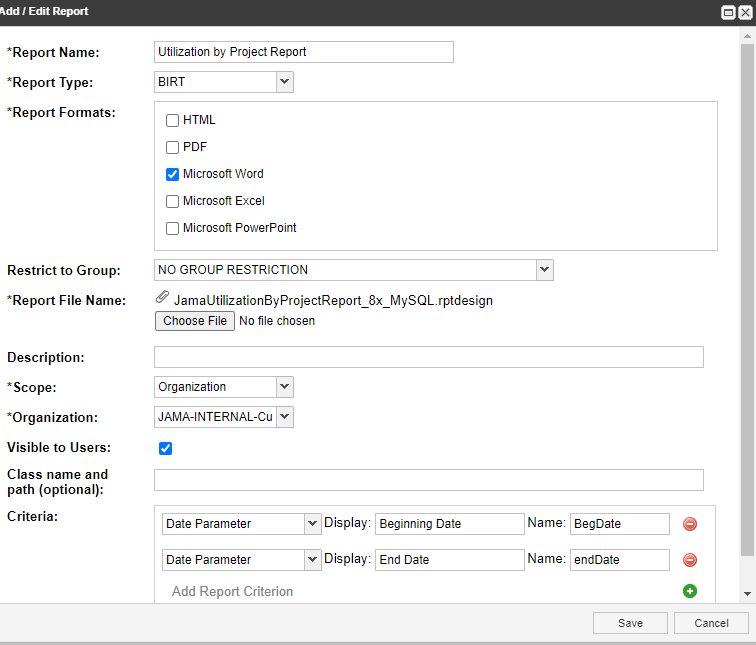 Add / Edit Report
*Report Name: Utilization by Project Report
*Report Type: BIRT
*Report Formats:
HTML
PDF
Microsoft Word
Microsoft Excel
Microsoft PowerPoint
Restrict to Group: NO GROUP RESTRICTION
*Report File Name: JamaUtilizationByProjectReport_8x_MySQL.rptdesign
Choose File No file chosen
Description:
*Scope: Organization
*Organization: JAMA-INTERNAL-Cu
Visible to Users:
Class name and
path (optional):
Criteria:
Date Parameter Display: Beginning Date Name: BegDate
Date Parameter Display: End Date Name: endDate
Add Report Criterion
Save Cancel